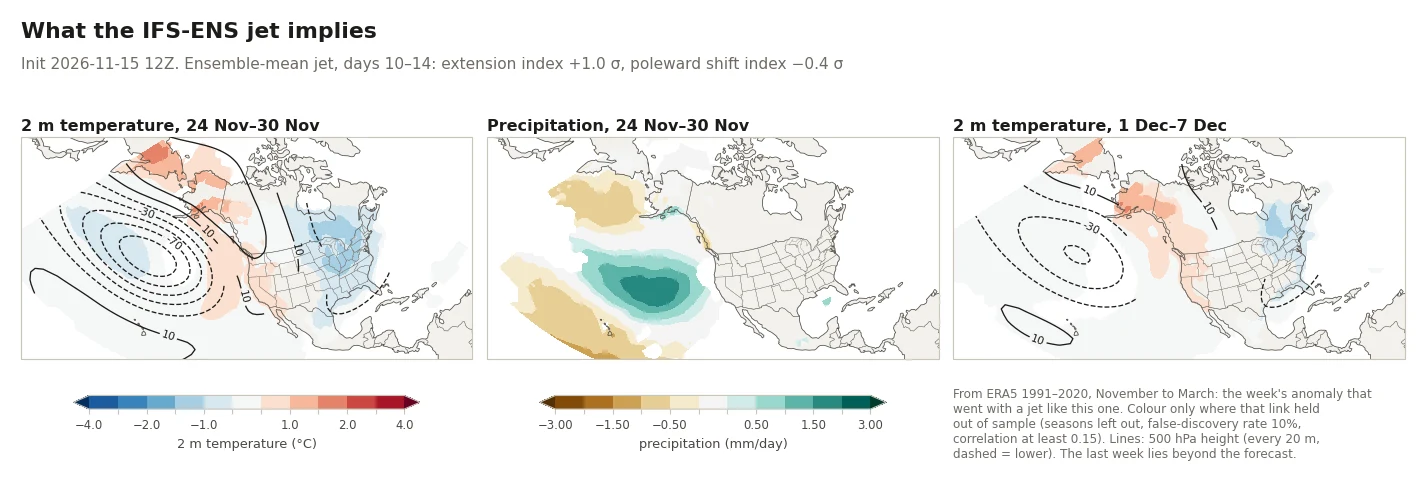 What the IFS-ENS jet implies
Init 2026-11-15 12Z. Ensemble-mean jet, days 10–14: extension index +1.0 σ, poleward shift index −0.4 σ
2 m temperature, 24 Nov–30 Nov
Precipitation, 24 Nov–30 Nov
2 m temperature, 1 Dec–7 Dec
-30
-70
10
10
10
10
10
-30
10
10
−4.0 −2.0 −1.0 1.0 2.0 4.0
2 m temperature (°C)
−3.00 −1.50 −0.50 0.50 1.50 3.00
precipitation (mm/day)
From ERA5 1991–2020, November to March: the week's anomaly that
went with a jet like this one. Colour only where that link held
out of sample (seasons left out, false-discovery rate 10%,
correlation at least 0.15). Lines: 500 hPa height (every 20 m,
dashed = lower). The last week lies beyond the forecast.